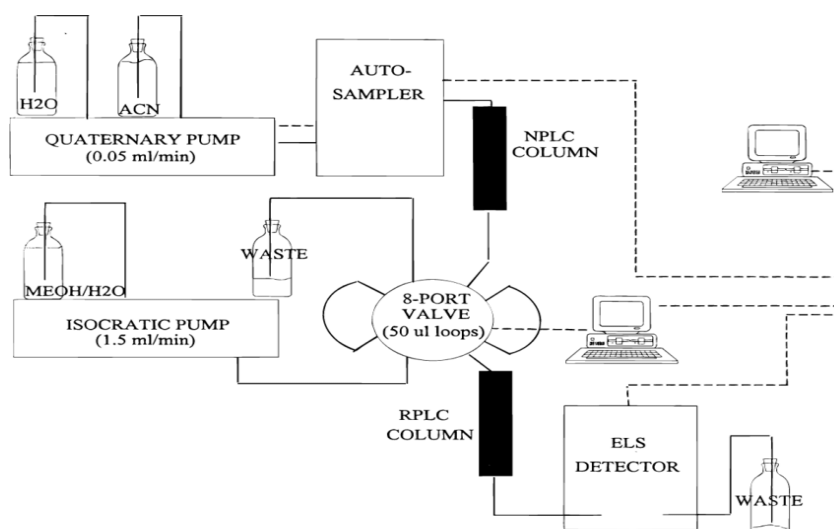 H2O
ACN
QUATERNARY PUMP
(0.05 ml/min)
AUTO-
SAMPLER
NPLC
COLUMN
MEOH/H2O
WASTE
ISOCRATIC PUMP
(1.5 ml/min)
8-PORT
VALVE
(50 ul loops)
RPLC
COLUMN
ELS
DETECTOR
WASTE